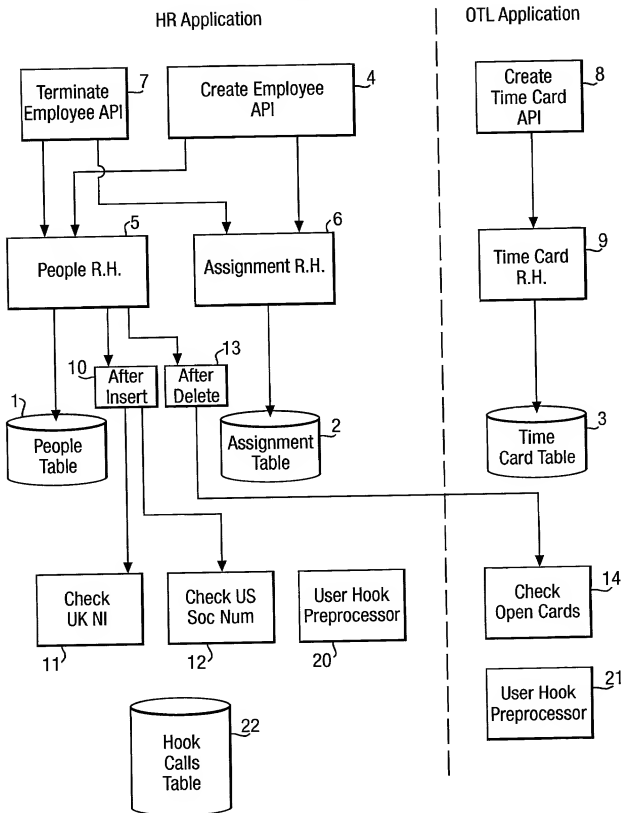 HR Application
OTL Application
7
Terminate
Employee API
4
Create Employee
API
8
Create
Time Card
API
5
People R.H.
6
Assignment R.H.
9
Time Card
R.H.
10
After
Insert
13
After
Delete
1
People
Table
2
Assignment
Table
3
Time
Card Table
Check
UK NI
11
Check US
Soc Num
12
User Hook
Preprocessor
20
14
Check
Open Cards
21
User Hook
Preprocessor
22
Hook
Calls
Table